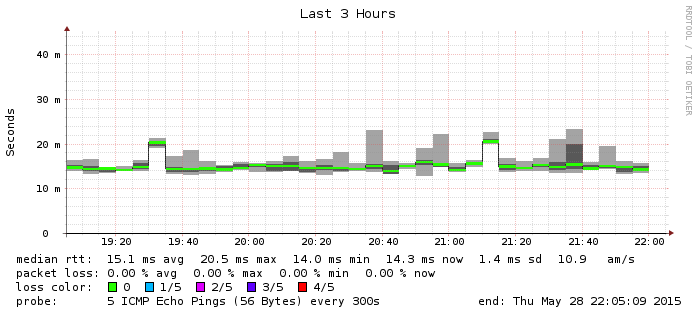 Last 3 Hours
RRDTOOL / TOBI OETIKER
Seconds
40 m
30 m
20 m
10 m
0
19:20 19:40 20:00 20:20 20:40 21:00 21:20 21:40 22:00
median rtt: 15.1 ms avg 20.5 ms max 14.0 ms min 14.3 ms now 1.4 ms sd 10.9 am/s
packet loss: 0.00 % avg 0.00 % max 0.00 % min 0.00 % now
loss color: 0 1/5 2/5 3/5 4/5
probe: 5 ICMP Echo Pings (56 Bytes) every 300s end: Thu May 28 22:05:09 2015